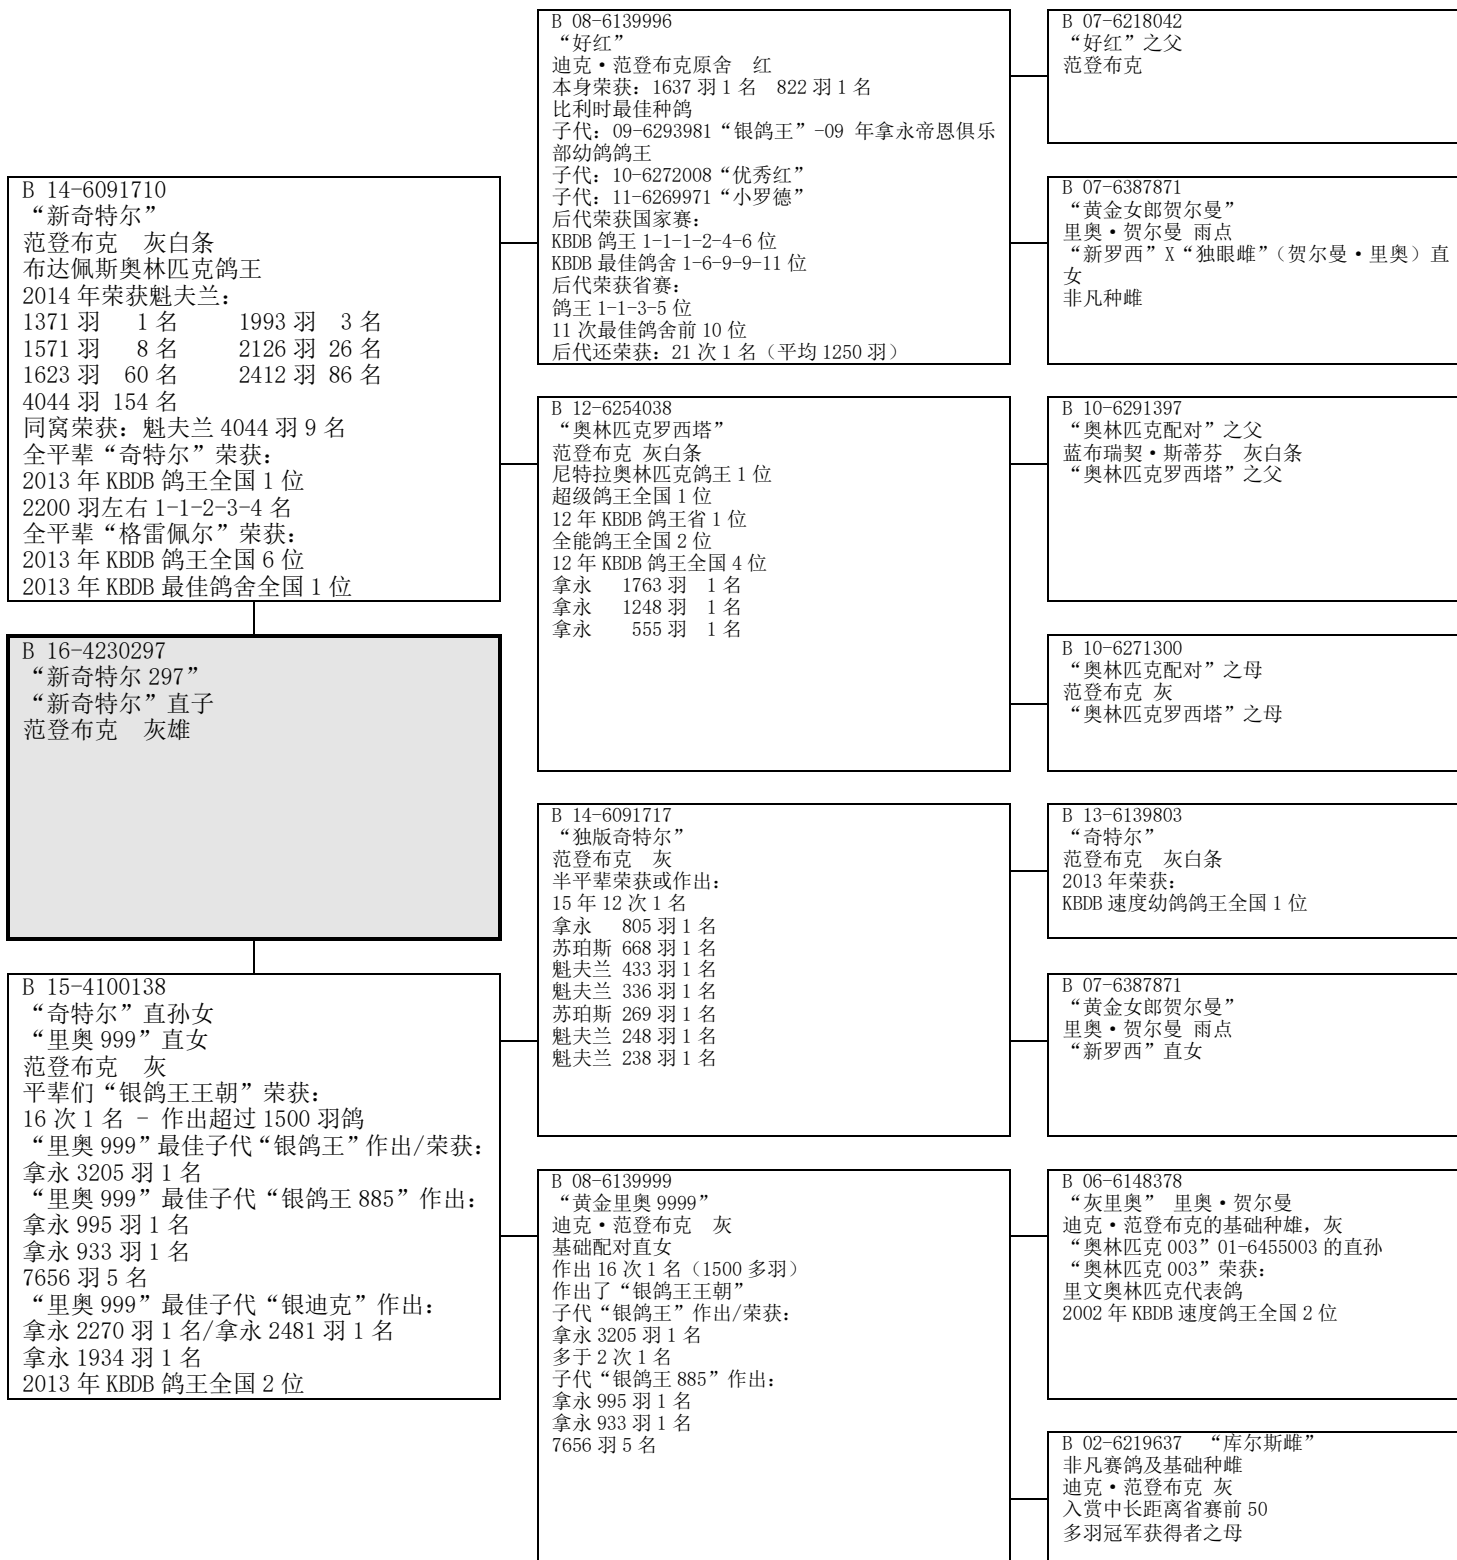 B 14-6091710
“新奇特尔”
范登布克　灰白条
布达佩斯奥林匹克鸽王
2014 年荣获魁夫兰：
1371 羽　1 名　　1993 羽　3 名
1571 羽　8 名　　2126 羽 26 名
1623 羽　60 名　　2412 羽 86 名
4044 羽 154 名
同窝荣获：魁夫兰 4044 羽 9 名
全平辈“奇特尔”荣获：
2013 年 KBDB 鸽王全国 1 位
2200 羽左右 1-1-2-3-4 名
全平辈“格雷佩尔”荣获：
2013 年 KBDB 鸽王全国 6 位
2013 年 KBDB 最佳鸽舍全国 1 位
B 16-4230297
“新奇特尔 297”
“新奇特尔”直子
范登布克　灰雄
B 15-4100138
“奇特尔”直孙女
“里奥 999”直女
范登布克　灰
平辈们“银鸽王王朝”荣获：
16 次 1 名 - 作出超过 1500 羽鸽
“里奥 999”最佳子代“银鸽王”作出/荣获：
拿永 3205 羽 1 名
“里奥 999”最佳子代“银鸽王 885”作出：
拿永 995 羽 1 名
拿永 933 羽 1 名
7656 羽 5 名
“里奥 999”最佳子代“银迪克”作出：
拿永 2270 羽 1 名/拿永 2481 羽 1 名
拿永 1934 羽 1 名
2013 年 KBDB 鸽王全国 2 位
B 08-6139996
“好红”
迪克·范登布克原舍　红
本身荣获：1637 羽 1 名　822 羽 1 名
比利时最佳种鸽
子代：09-6293981“银鸽王”-09 年拿永帝恩俱乐
部幼鸽鸽王
子代：10-6272008“优秀红”
子代：11-6269971“小罗德”
后代荣获国家赛：
KBDB 鸽王 1-1-1-2-4-6 位
KBDB 最佳鸽舍 1-6-9-9-11 位
后代荣获省赛：
鸽王 1-1-3-5 位
11 次最佳鸽舍前 10 位
后代还荣获：21 次 1 名（平均 1250 羽）
B 12-6254038
“奥林匹克罗西塔”
范登布克 灰白条
尼特拉奥林匹克鸽王 1 位
超级鸽王全国 1 位
12 年 KBDB 鸽王省 1 位
全能鸽王全国 2 位
12 年 KBDB 鸽王全国 4 位
拿永　1763 羽　1 名
拿永　1248 羽　1 名
拿永　555 羽　1 名
B 14-6091717
“独版奇特尔”
范登布克　灰
半平辈荣获或作出：
15 年 12 次 1 名
拿永　805 羽 1 名
苏珀斯 668 羽 1 名
魁夫兰 433 羽 1 名
魁夫兰 336 羽 1 名
苏珀斯 269 羽 1 名
魁夫兰 248 羽 1 名
魁夫兰 238 羽 1 名
B 08-6139999
“黄金里奥 9999”
迪克·范登布克　灰
基础配对直女
作出 16 次 1 名（1500 多羽）
作出了“银鸽王王朝”
子代“银鸽王”作出/荣获：
拿永 3205 羽 1 名
多于 2 次 1 名
子代“银鸽王 885”作出：
拿永 995 羽 1 名
拿永 933 羽 1 名
7656 羽 5 名
B 07-6218042
“好红”之父
范登布克
B 07-6387871
“黄金女郎贺尔曼”
里奥·贺尔曼 雨点
“新罗西”X“独眼雌”（贺尔曼·里奥）直
女
非凡种雌
B 10-6291397
“奥林匹克配对”之父
蓝布瑞契·斯蒂芬　灰白条
“奥林匹克罗西塔”之父
B 10-6271300
“奥林匹克配对”之母
范登布克 灰
“奥林匹克罗西塔”之母
B 13-6139803
“奇特尔”
范登布克　灰白条
2013 年荣获：
KBDB 速度幼鸽鸽王全国 1 位
B 07-6387871
“黄金女郎贺尔曼”
里奥·贺尔曼 雨点
“新罗西”直女
B 06-6148378
“灰里奥” 里奥·贺尔曼
迪克·范登布克的基础种雄，灰
“奥林匹克 003”01-6455003 的直孙
“奥林匹克 003”荣获：
里文奥林匹克代表鸽
2002 年 KBDB 速度鸽王全国 2 位
B 02-6219637　“库尔斯雌”
非凡赛鸽及基础种雌
迪克·范登布克 灰
入赏中长距离省赛前 50
多羽冠军获得者之母